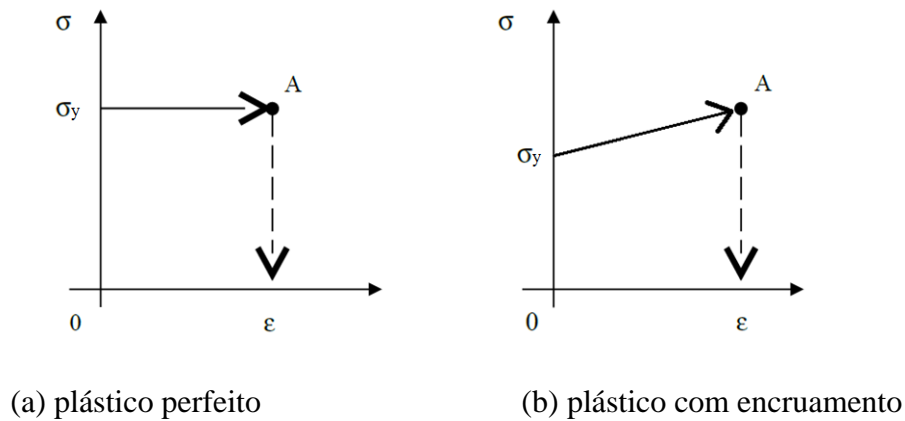 σ
A
σy
0
ε
σ
A
σy
0
ε
(a) plástico perfeito
(b) plástico com encruamento